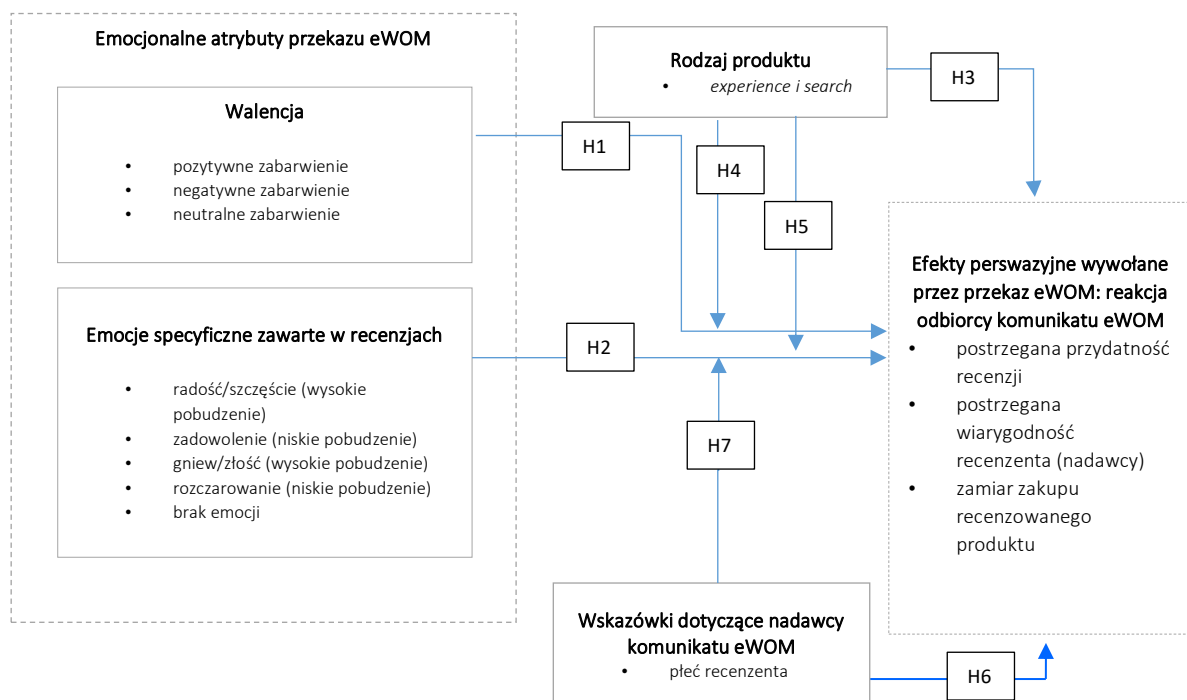 Emocjonalne atrybuty przekazu eWOM
Walencja
• pozytywne zabarwienie
• negatywne zabarwienie
• neutralne zabarwienie
Emocje specyficzne zawarte w recenzjach
• radość/szczęście (wysokie
pobudzenie)
• zadowolenie (niskie pobudzenie)
• gniew/złość (wysokie pobudzenie)
• rozczarowanie (niskie pobudzenie)
• brak emocji
H1
H2
Rodzaj produktu
• experience i search
H3
H4
H5
H7
Wskazówki dotyczące nadawcy
komunikatu eWOM
• płeć recenzenta
H6
Efekty perswazyjne wywołane
przez przekaz eWOM: reakcja
odbiorcy komunikatu eWOM
• postrzegana przydatność
recenzji
• postrzegana
wiarygodność
recenzenta (nadawcy)
• zamiar zakupu
recenzowanego
produktu